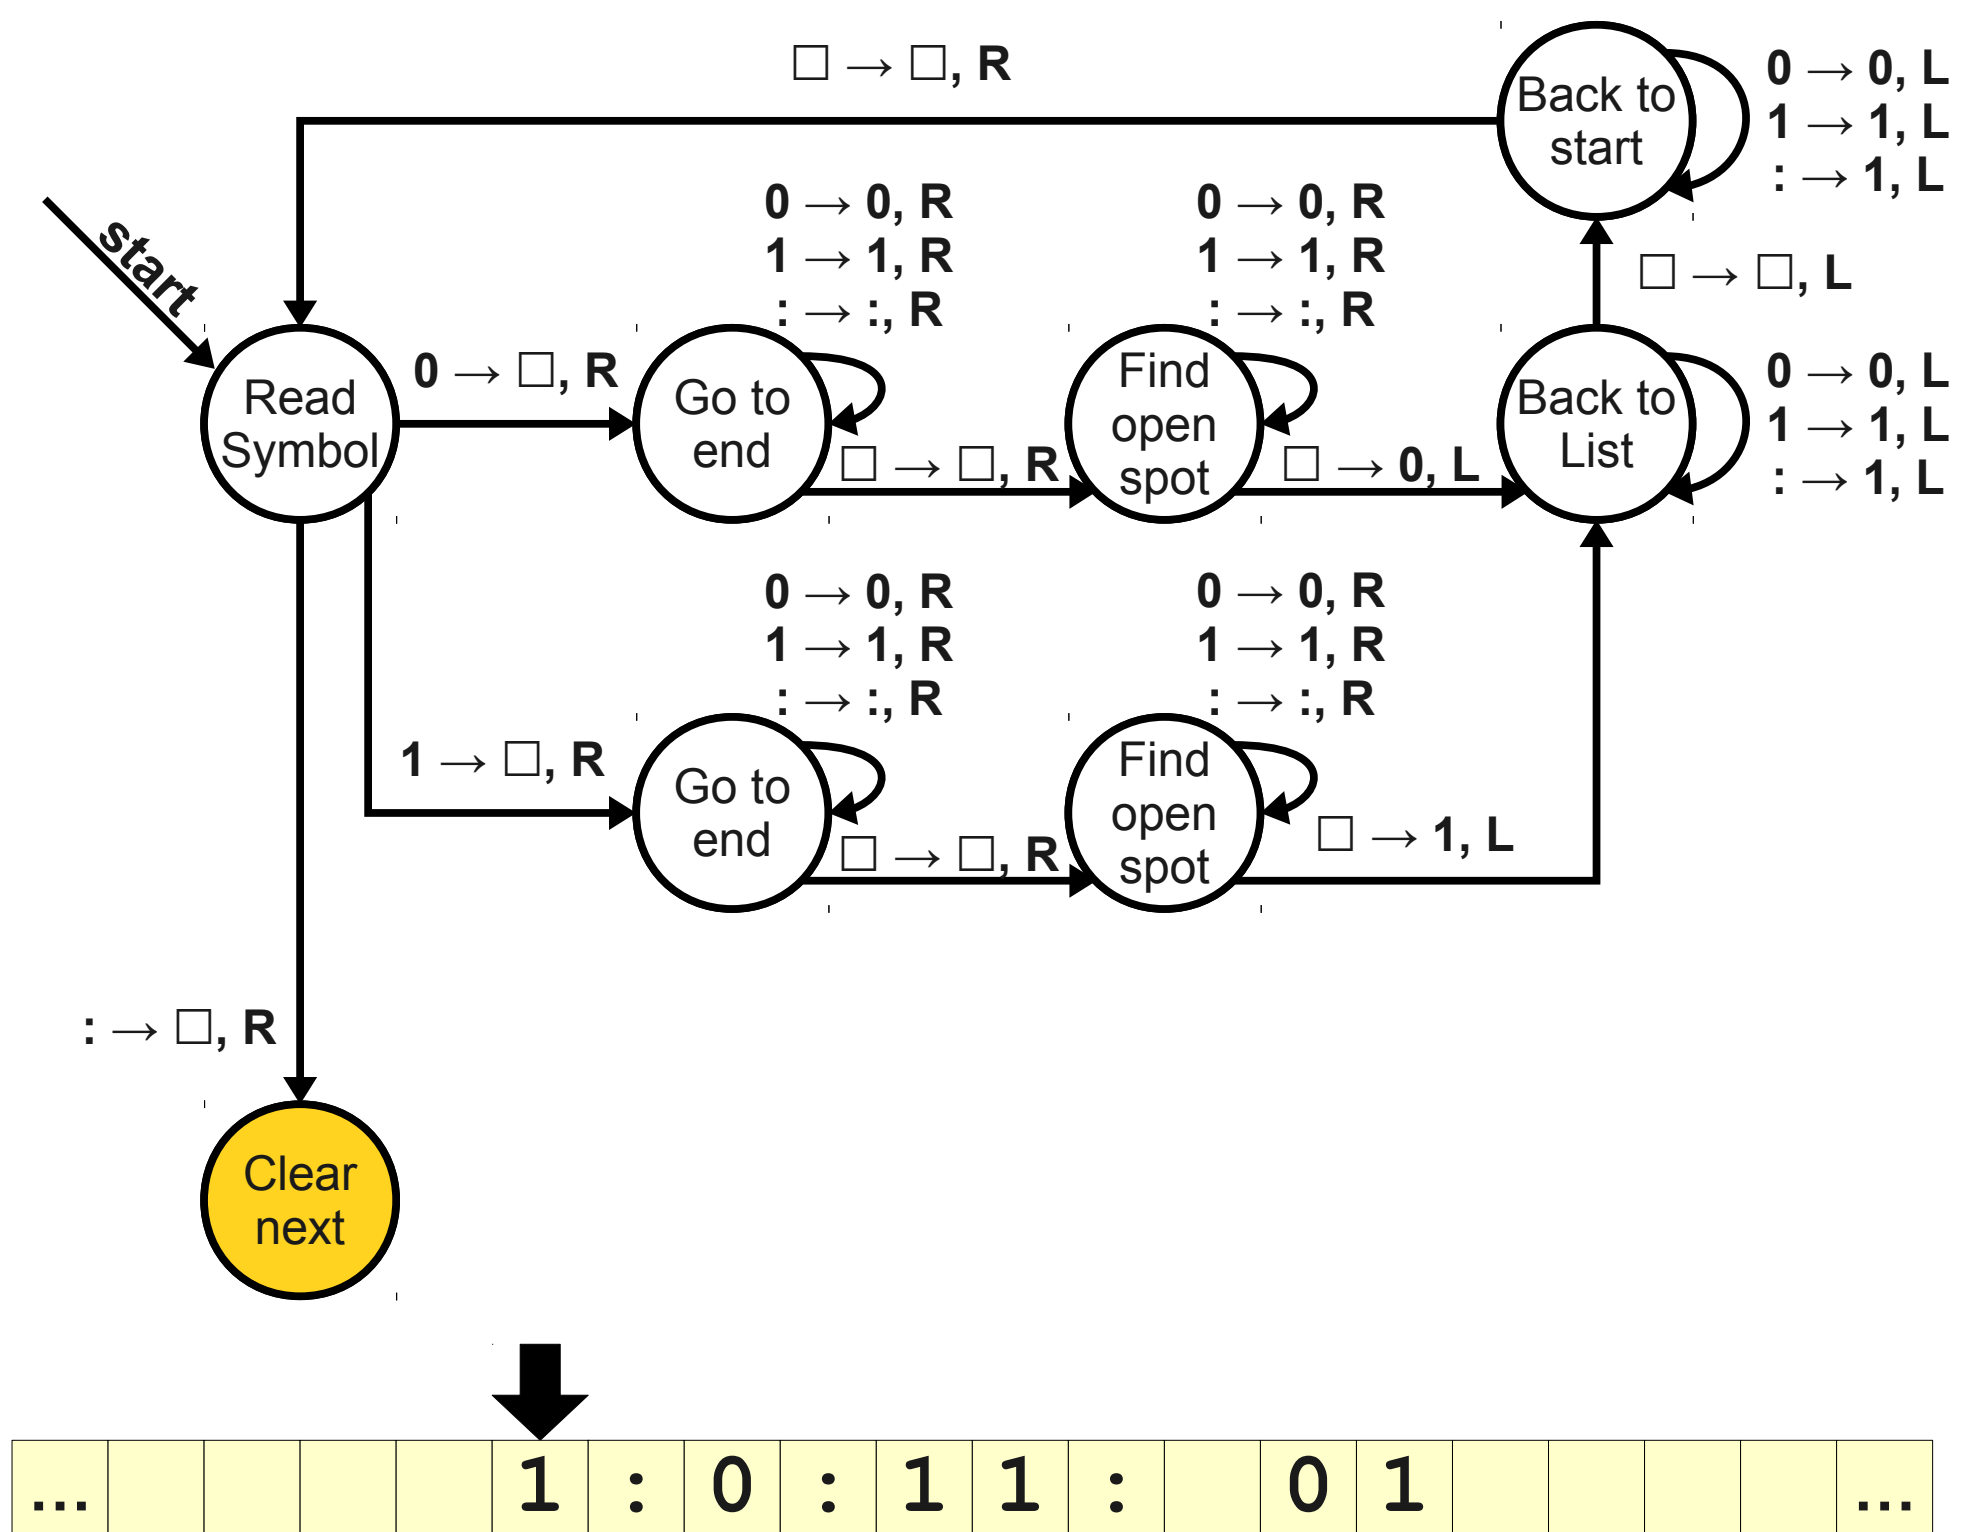 □ → □, R
Back to
start
0 → 0, L
1 → 1, L
: → 1, L
start
0 → 0, R
1 → 1, R
: → :, R
0 → 0, R
1 → 1, R
: → :, R
□ → □, L
Read
Symbol
0 → □, R
Go to
end
□ → □, R
Find
open
spot
□ → 0, L
Back to
List
0 → 0, L
1 → 1, L
: → 1, L
0 → 0, R
1 → 1, R
: → :, R
0 → 0, R
1 → 1, R
: → :, R
1 → □, R
Go to
end
□ → □, R
Find
open
spot
□ → 1, L
: → □, R
Clear
next
... 1 : 0 : 1 1 : 0 1 ...